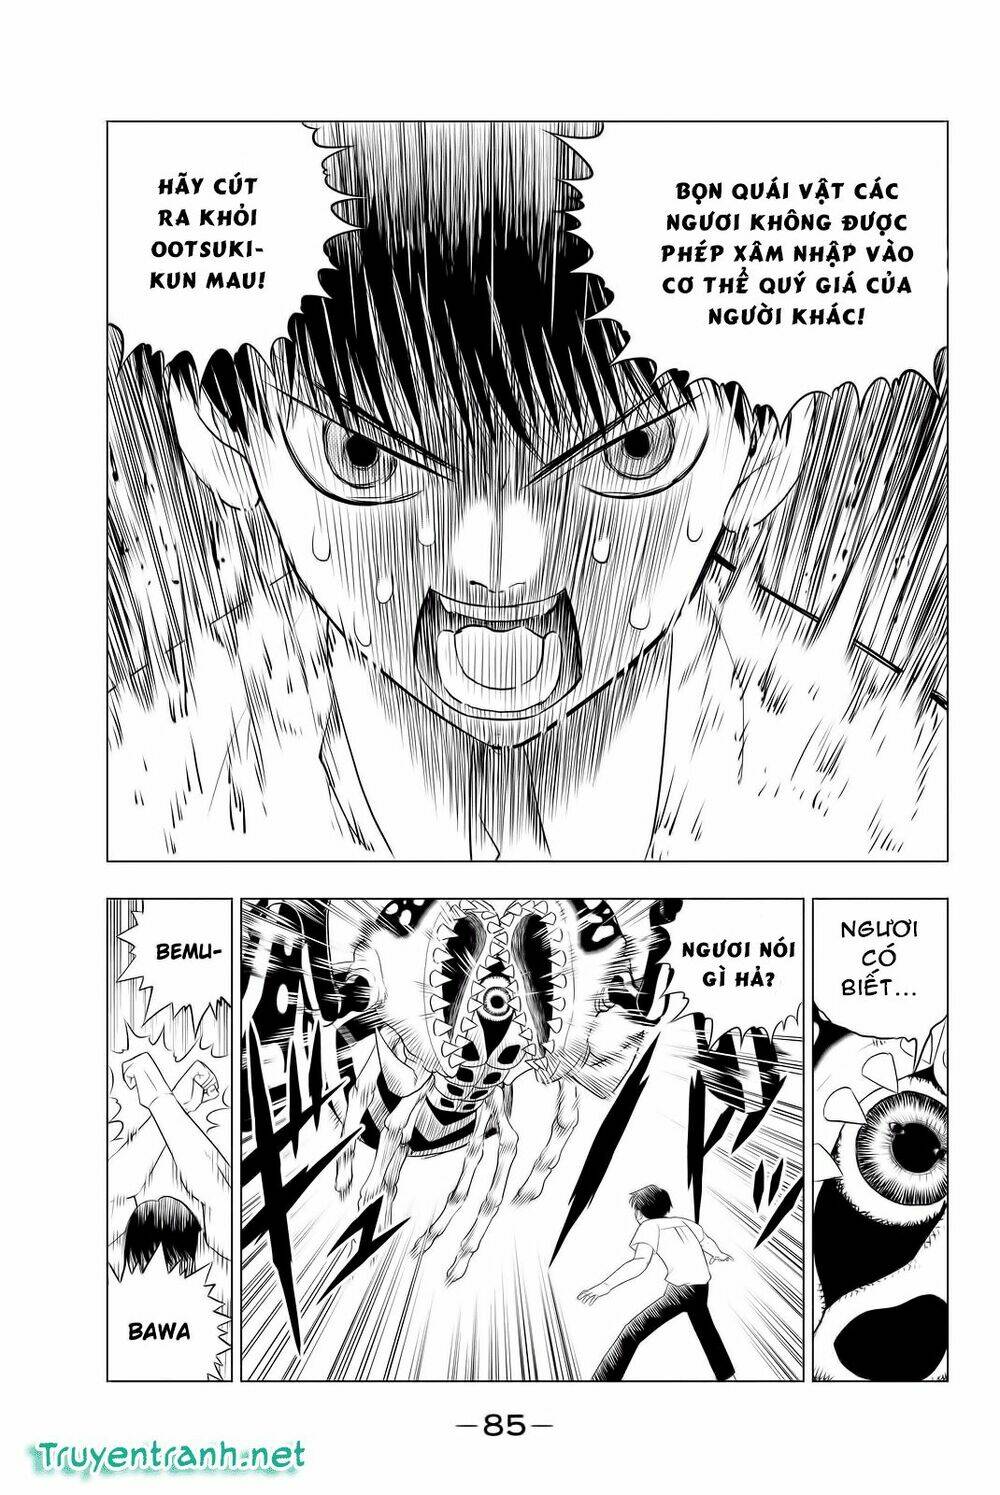 BỌN QUÁI VẬT CÁC
NGƯƠI KHÔNG ĐƯỢC
PHÉP XÂM NHẬP VÀO
CƠ THỂ QUÝ GIÁ CỦA
NGƯỜI KHÁC!
HÃY CÚT
RA KHỎI
OOTSUKI-
KUN MAU!
NGƯƠI
CÓ
BIẾT...
NGƯƠI NÓI
GÌ HẢ?
BEMU-
BAWA
-85-
Truyentranh.net